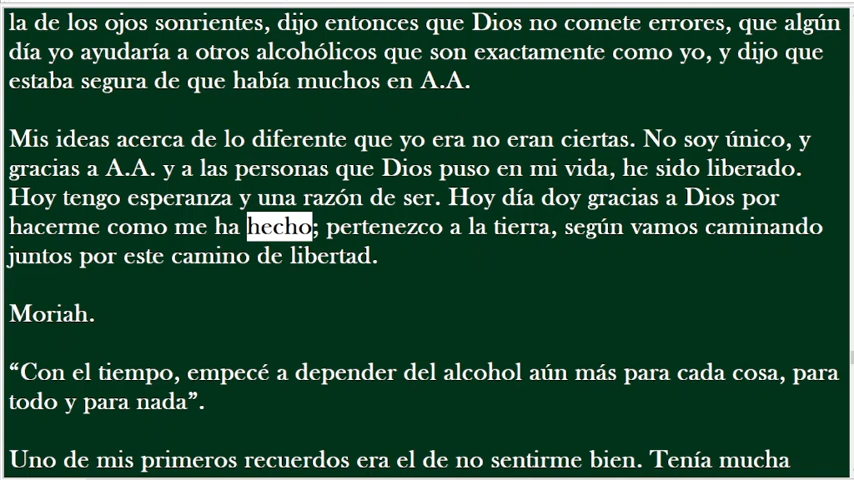 la de los ojos sonrientes, dijo entonces que Dios no comete errores, que algún
día yo ayudaría a otros alcohólicos que son exactamente como yo, y dijo que
estaba segura de que había muchos en A.A.
Mis ideas acerca de lo diferente que yo era no eran ciertas. No soy único, y
gracias a A.A. y a las personas que Dios puso en mi vida, he sido liberado.
Hoy tengo esperanza y una razón de ser. Hoy día doy gracias a Dios por
hacerme como me ha hecho; pertenezco a la tierra, según vamos caminando
juntos por este camino de libertad.
Moriah.
“Con el tiempo, empecé a depender del alcohol aún más para cada cosa, para
todo y para nada”.
Uno de mis primeros recuerdos era el de no sentirme bien. Tenía mucha